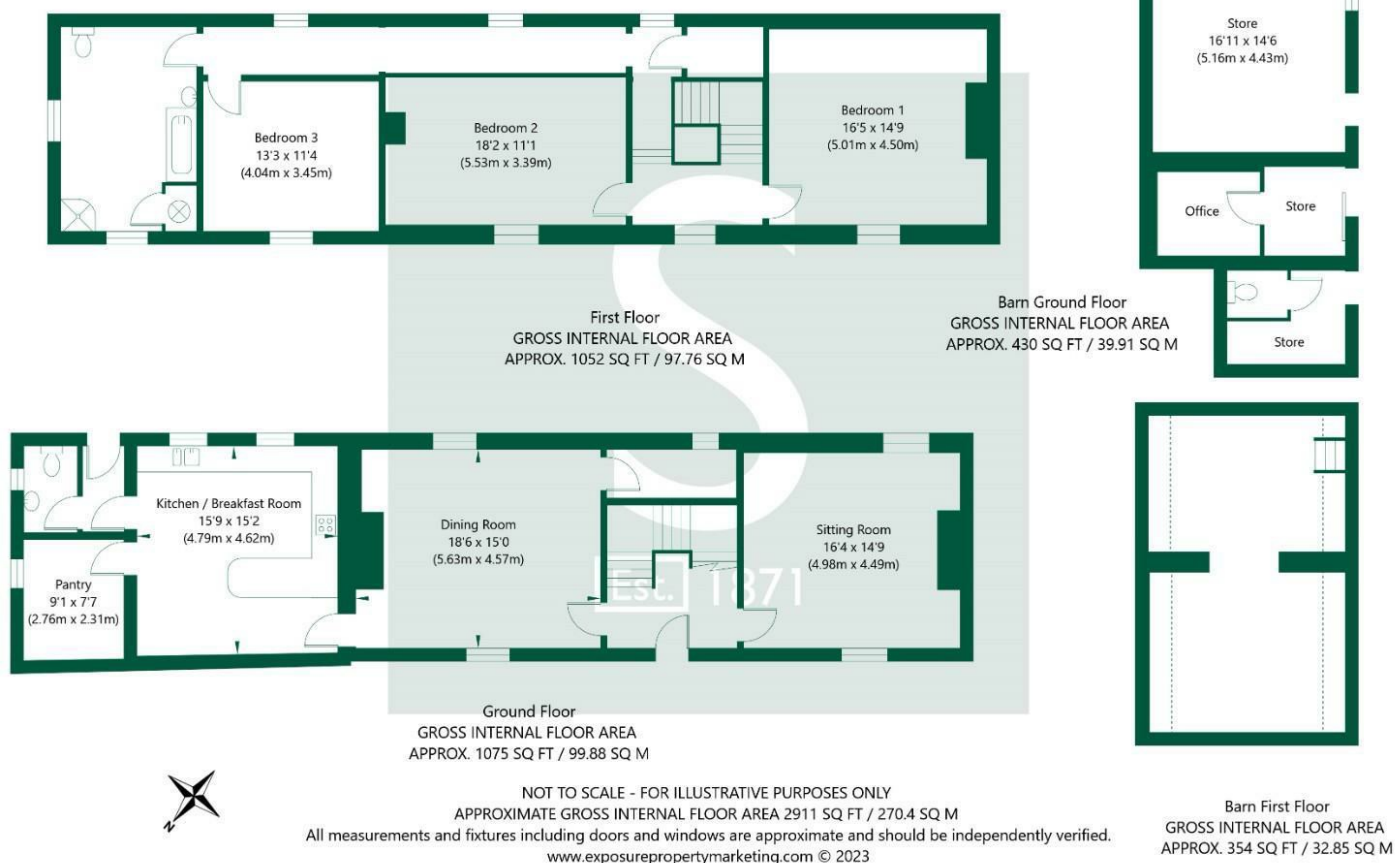 Bedroom 3
13'3 x 11'4
(4.04m x 3.45m)
Bedroom 2
18'2 x 11'1
(5.53m x 3.39m)
Bedroom 1
16'5 x 14'9
(5.01m x 4.50m)
First Floor
GROSS INTERNAL FLOOR AREA
APPROX. 1052 SQ FT / 97.76 SQ M
Store
16'11 x 14'6
(5.16m x 4.43m)
Office
Store
Store
Barn Ground Floor
GROSS INTERNAL FLOOR AREA
APPROX. 430 SQ FT / 39.91 SQ M
Kitchen / Breakfast Room
15'9 x 15'2
(4.79m x 4.62m)
Pantry
9'1 x 7'7
(2.76m x 2.31m)
Dining Room
18'6 x 15'0
(5.63m x 4.57m)
Sitting Room
16'4 x 14'9
(4.98m x 4.49m)
S
Est. 1871
Ground Floor
GROSS INTERNAL FLOOR AREA
APPROX. 1075 SQ FT / 99.88 SQ M
N
NOT TO SCALE - FOR ILLUSTRATIVE PURPOSES ONLY
APPROXIMATE GROSS INTERNAL FLOOR AREA 2911 SQ FT / 270.4 SQ M
All measurements and fixtures including doors and windows are approximate and should be independently verified.
www.exposurepropertymarketing.com © 2023
Barn First Floor
GROSS INTERNAL FLOOR AREA
APPROX. 354 SQ FT / 32.85 SQ M